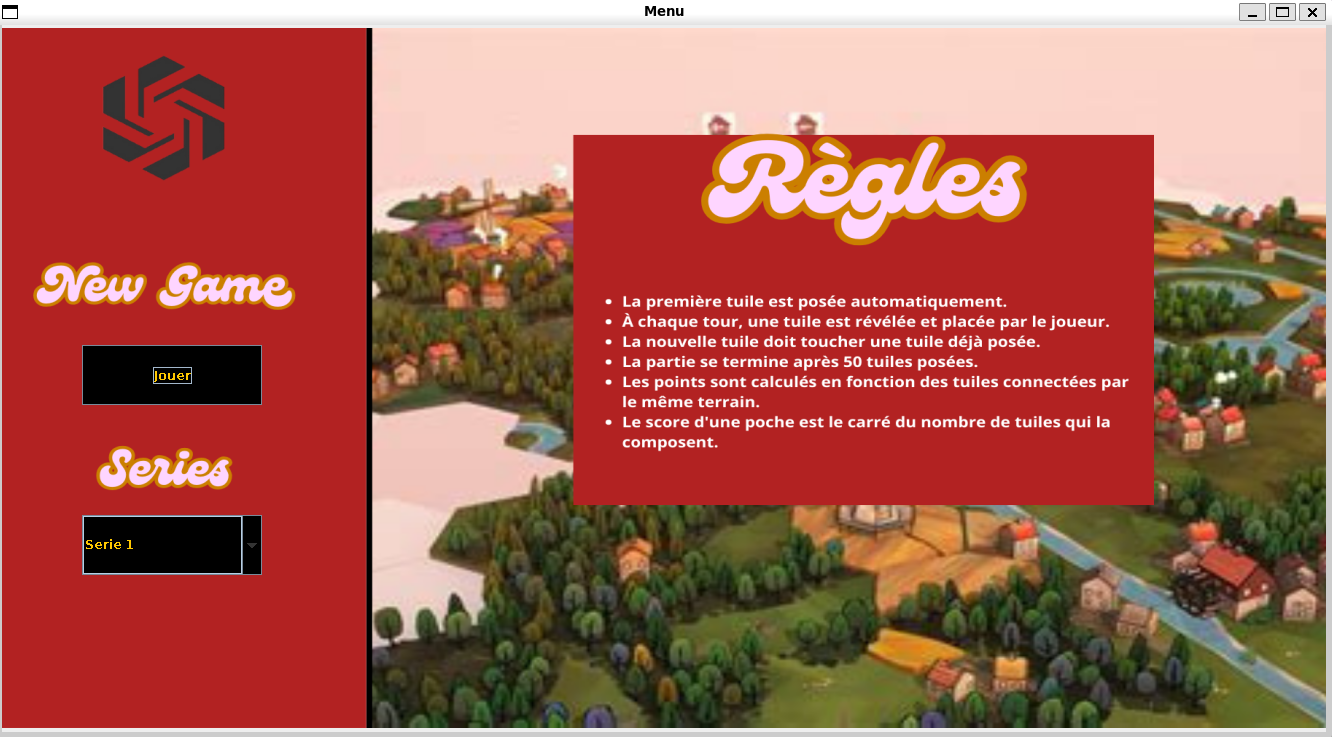 Menu
New Game
Jouer
Series
Serie 1
Règles
• La première tuile est posée automatiquement.
• À chaque tour, une tuile est révélée et placée par le joueur.
• La nouvelle tuile doit toucher une tuile déjà posée.
• La partie se termine après 50 tuiles posées.
• Les points sont calculés en fonction des tuiles connectées par
le même terrain.
• Le score d'une poche est le carré du nombre de tuiles qui la
composent.